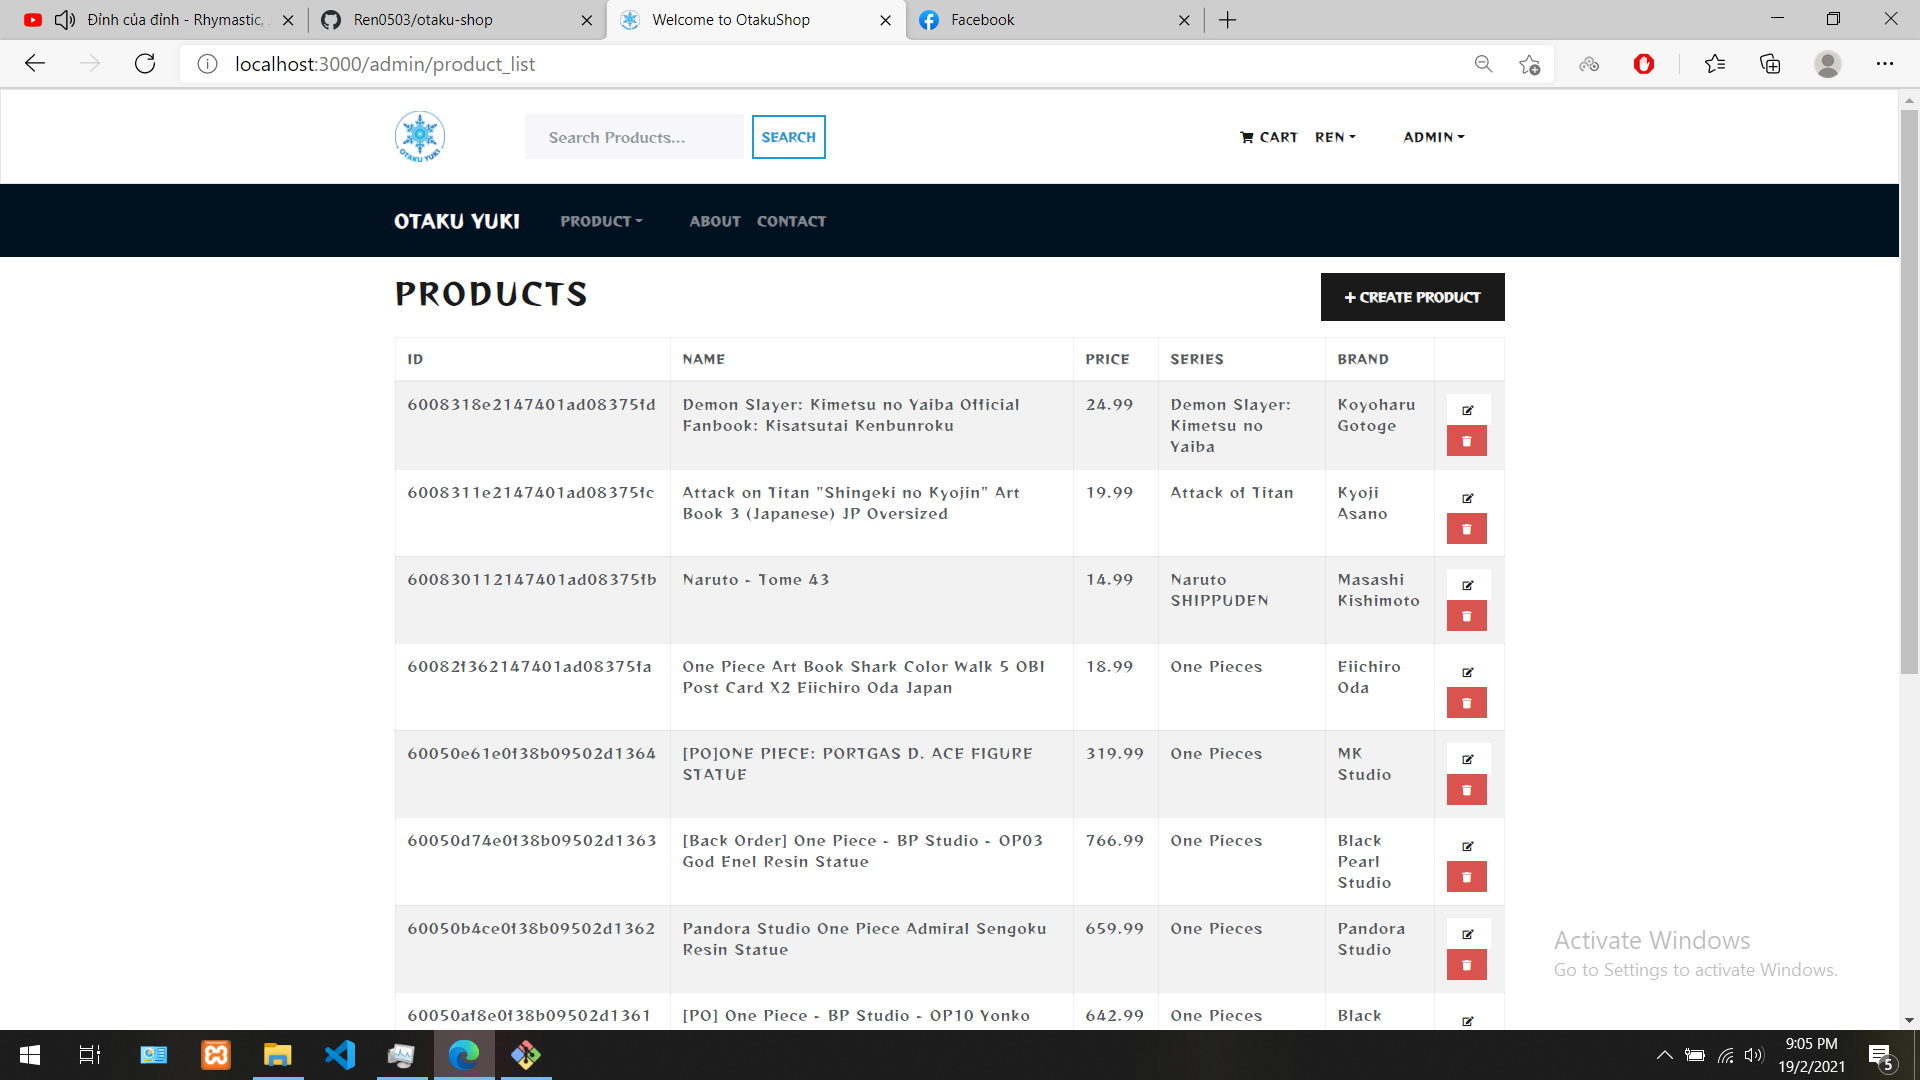 Đỉnh của đỉnh - Rhymastic,
Ren0503/otaku-shop
Welcome to OtakuShop
Facebook
localhost:3000/admin/product_list
OTAKU YUKI
Search Products...
SEARCH
CART
REN
ADMIN
OTAKU YUKI
PRODUCT
ABOUT
CONTACT
PRODUCTS
+ CREATE PRODUCT
ID NAME PRICE SERIES BRAND
6008318e2147401ad08375fd Demon Slayer: Kimetsu no Yaiba Official 24.99 Demon Slayer: Koyoharu
Fanbook: Kisatsutai Kenbunroku Kimetsu no Gotoge
Yaiba
6008311e2147401ad08375fc Attack on Titan "Shingeki no Kyojin" Art 19.99 Attack of Titan Kyoji
Book 3 (Japanese) JP Oversized Asano
600830112147401ad08375fb Naruto - Tome 43 14.99 Naruto Masashi
SHIPPUDEN Kishimoto
60082f362147401ad08375fa One Piece Art Book Shark Color Walk 5 OBI 18.99 One Pieces Eiichiro
Post Card X2 Eiichiro Oda Japan Oda
60050e61e0f38b09502d1364 [PO]ONE PIECE: PORTGAS D. ACE FIGURE 319.99 One Pieces MK
STATUE Studio
60050d74e0f38b09502d1363 [Back Order] One Piece - BP Studio - OP03 766.99 One Pieces Black
God Enel Resin Statue Pearl
Studio
60050b4ce0f38b09502d1362 Pandora Studio One Piece Admiral Sengoku 659.99 One Pieces Pandora
Resin Statue Studio
60050af8e0f38b09502d1361 [PO] One Piece - BP Studio - OP10 Yonko 642.99 One Pieces Black
Activate Windows
Go to Settings to activate Windows.
9:05 PM
19/2/2021
5